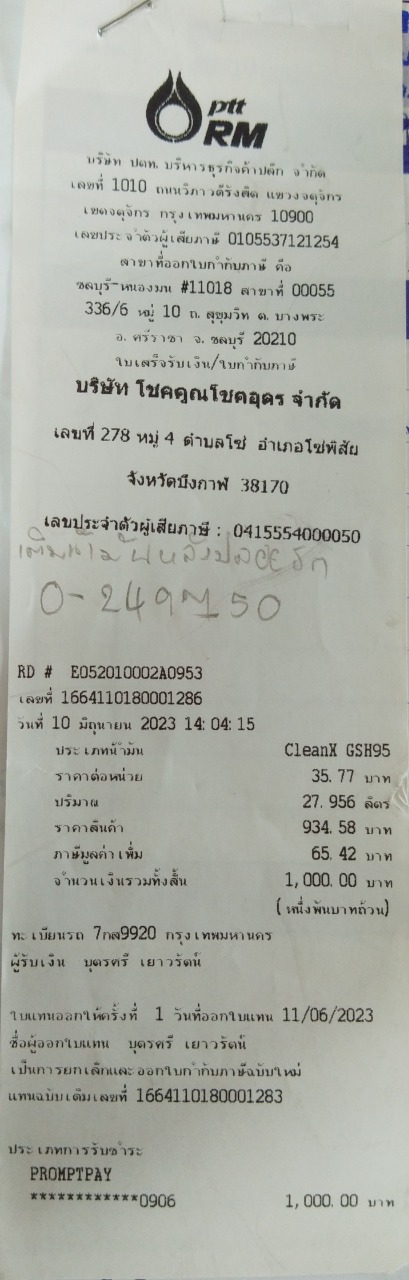 ptt
RM
บริษัท ปตท. บริหารธุรกิจค้าปลีก จำกัด
เลขที่ 1010 ถนนวิภาวดีรังสิต แขวงจตุจักร
เขตจตุจักร กรุงเทพมหานคร 10900
เลขประจำตัวผู้เสียภาษี 0105537121254
สาขาที่ออกใบกำกับภาษี คือ
ชลบุรี-หนองมน #11018 สาขาที่ 00055
336/6 หมู่ 10 ถ.สุขุมวิท ต. บางพระ
อ. ศรีราชา จ. ชลบุรี 20210
ใบเสร็จรับเงิน/ใบกำกับภาษี
บริษัท โชคคูณโชคอุดร จำกัด
เลขที่ 278 หมู่ 4 ตำบลโซ่ อำเภอโซ่พิสัย
จังหวัดบึงกาฬ 38170
เลขประจำตัวผู้เสียภาษี : 0415554000050
RD # E052010002A0953
เลขที่ 1664110180001286
วันที่ 10 มิถุนายน 2023 14:04:15
ประเภทน้ำมัน CleanX GSH95
ราคาต่อหน่วย 35.77 บาท
ปริมาณ 27.956 ลิตร
ราคาสินค้า 934.58 บาท
ภาษีมูลค่าเพิ่ม 65.42 บาท
จำนวนเงินรวมทั้งสิ้น 1,000.00 บาท
(หนึ่งพันบาทถ้วน)
ทะเบียนรถ 7กส9920 กรุงเทพมหานคร
ผู้รับเงิน บุตรศรี เยาวรัตน์
ใบแทนออกให้ครั้งที่ 1 วันที่ออกใบแทน 11/06/2023
ชื่อผู้ออกใบแทน บุตรศรี เยาวรัตน์
เป็นการยกเลิกและออกใบกำกับภาษีฉบับใหม่
แทนฉบับเดิมเลขที่ 1664110180001283
ประเภทการรับชำระ
PROMPTPAY
************0906 1,000.00 บาท